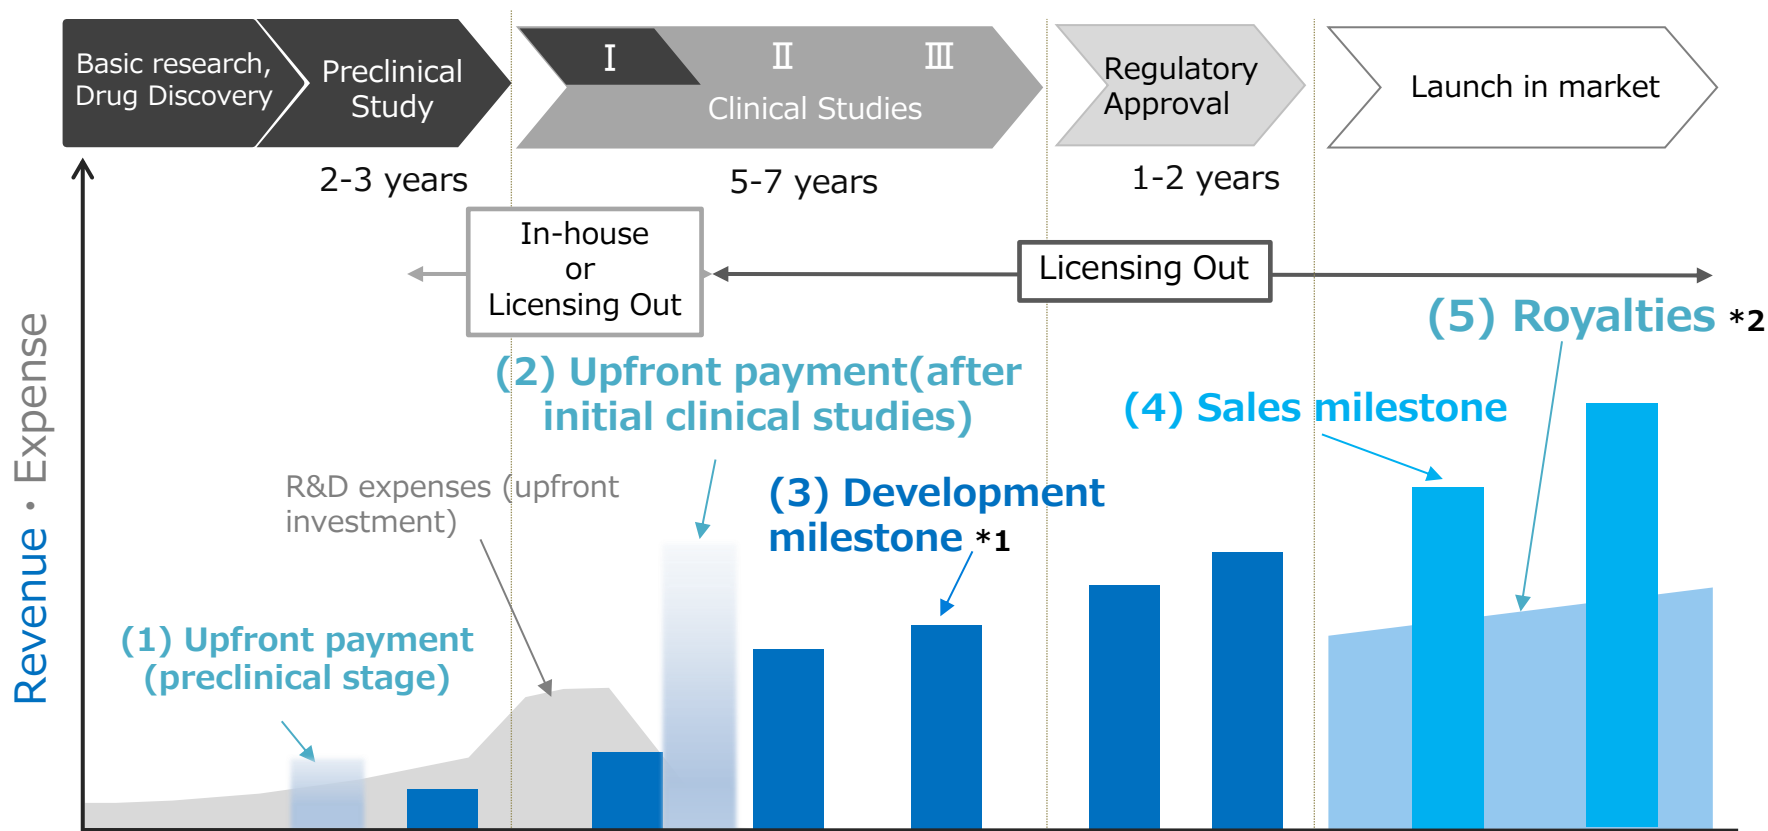 Basic research,
Drug Discovery
Preclinical
Study
Ⅰ
Ⅱ
Ⅲ
Clinical Studies
Regulatory
Approval
Launch in market
2-3 years
5-7 years
1-2 years
In-house
or
Licensing Out
Licensing Out
(5) Royalties *2
(2) Upfront payment(after
initial clinical studies)
(4) Sales milestone
R&D expenses (upfront
investment)
(3) Development
milestone *1
(1) Upfront payment
(preclinical stage)
Revenue・Expense